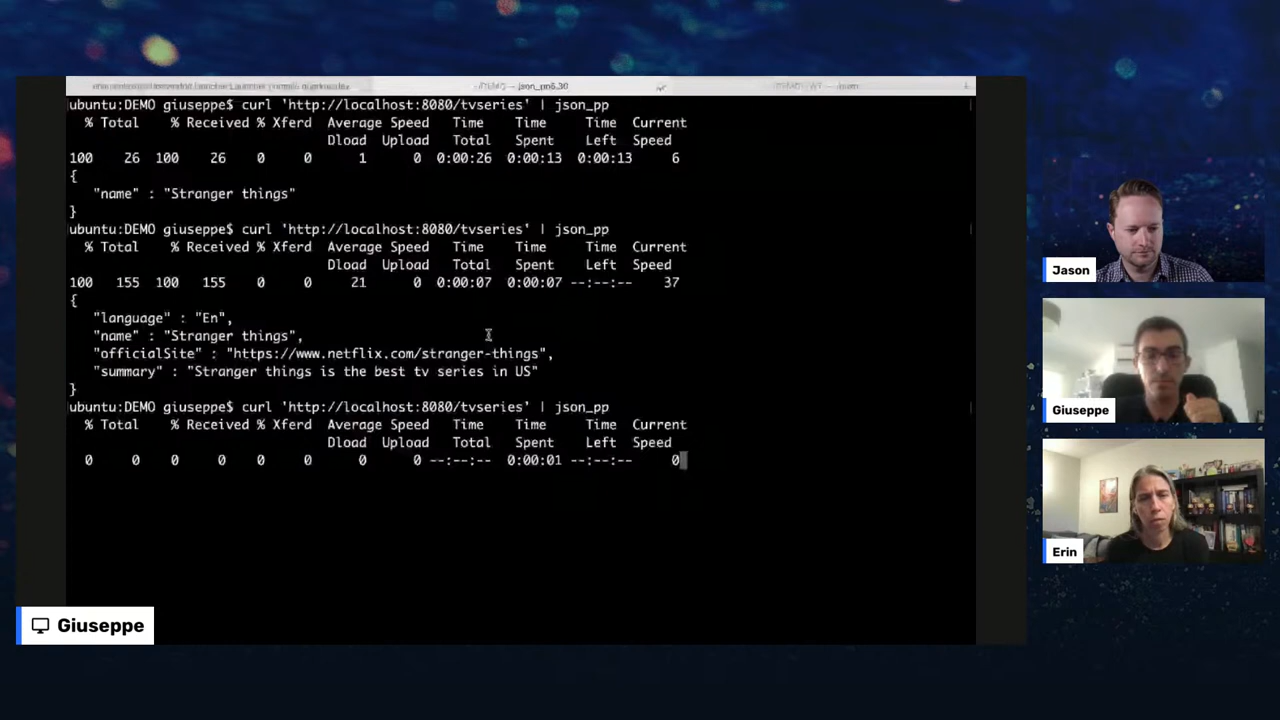 json_pp
ubuntu:DEMO giuseppe$ curl 'http://localhost:8080/tvseries' | json_pp
% Total % Received % Xferd Average Speed Time Time Time Current
Dload Upload Total Spent Left Speed
100 26 100 26 0 0 1 0 0:00:26 0:00:13 0:00:13 6
{
"name" : "Stranger things"
}
ubuntu:DEMO giuseppe$ curl 'http://localhost:8080/tvseries' | json_pp
% Total % Received % Xferd Average Speed Time Time Time Current
Dload Upload Total Spent Left Speed
100 155 100 155 0 0 21 0 0:00:07 0:00:07 --:--:-- 37
{
"language" : "En",
"name" : "Stranger things",
"officialSite" : "https://www.netflix.com/stranger-things",
"summary" : "Stranger things is the best tv series in US"
}
ubuntu:DEMO giuseppe$ curl 'http://localhost:8080/tvseries' | json_pp
% Total % Received % Xferd Average Speed Time Time Time Current
Dload Upload Total Spent Left Speed
0 0 0 0 0 0 0 0 --:--:-- 0:00:01 --:--:-- 0
Giuseppe
Jason
Giuseppe
Erin